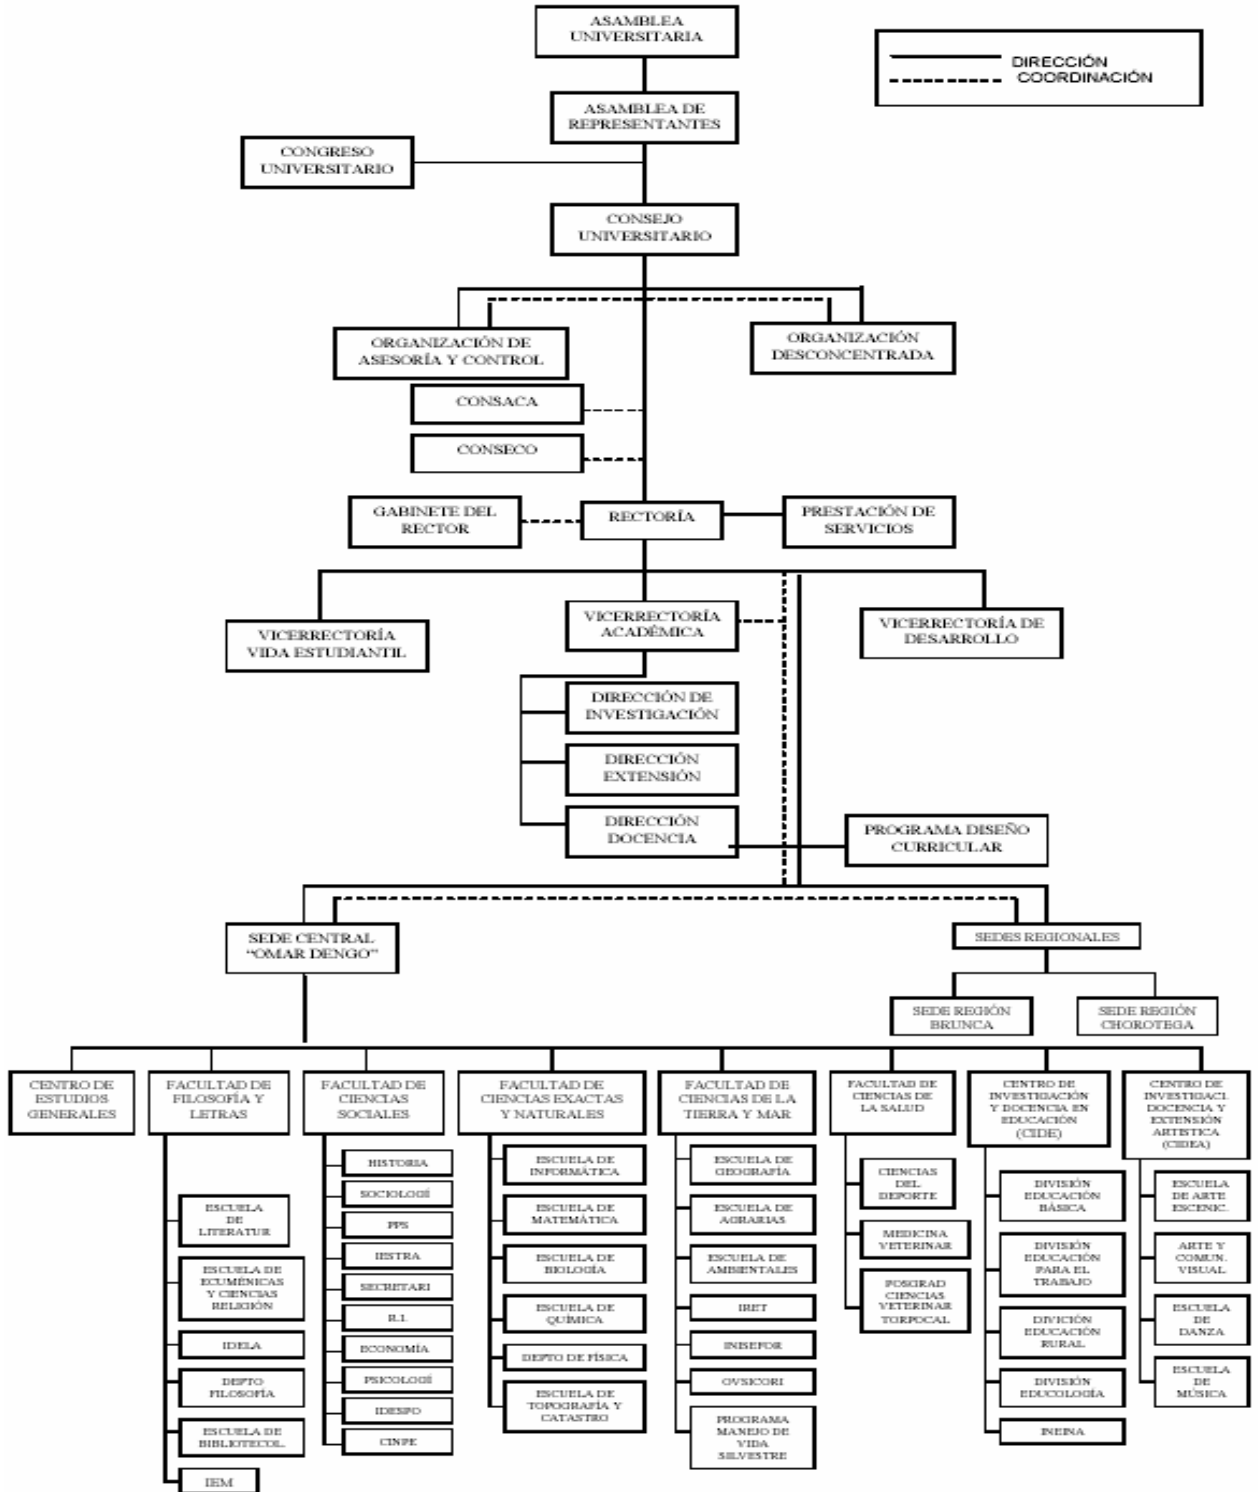 ASAMBLEA
UNIVERSITARIA
DIRECCIÓN
COORDINACIÓN
ASAMBLEA DE
REPRESENTANTES
CONGRESO
UNIVERSITARIO
CONSEJO
UNIVERSITARIO
ORGANIZACIÓN DE
ASESORÍA Y CONTROL
ORGANIZACIÓN
DESCONCENTRADA
CONSACA
CONSECO
GABINETE DEL
RECTOR
RECTORÍA
PRESTACIÓN DE
SERVICIOS
VICERRECTORÍA
VIDA ESTUDIANTIL
VICERRECTORÍA
ACADÉMICA
VICERRECTORÍA DE
DESARROLLO
DIRECCIÓN DE
INVESTIGACIÓN
DIRECCIÓN
EXTENSIÓN
DIRECCIÓN
DOCENCIA
PROGRAMA DISEÑO
CURRICULAR
SEDE CENTRAL
“OMAR DENGO”
SEDES REGIONALES
SEDE REGIÓN
BRUNCA
SEDE REGIÓN
CHOROTEGA
CENTRO DE
ESTUDIOS
GENERALES
FACULTAD DE
FILOSOFÍA Y
LETRAS
FACULTAD DE
CIENCIAS
SOCIALES
FACULTAD DE
CIENCIAS EXACTAS
Y NATURALES
FACULTAD DE
CIENCIAS DE LA
TIERRA Y MAR
FACULTAD DE
CIENCIAS DE
LA SALUD
CENTRO DE
INVESTIGACIÓN
Y DOCENCIA EN
EDUCACIÓN
(CIDE)
CENTRO DE
INVESTIGACI.
DOCENCIA Y
EXTENSIÓN
ARTISTICA
(CIDEA)
ESCUELA
DE
LITERATUR
ESCUELA DE
ECUMÉNICAS
Y CIENCIAS
RELIGIÓN
IDELA
DEPTO
FILOSOFÍA
ESCUELA DE
BIBLIOTECOL.
IEM
HISTORIA
SOCIOLOGÍ
PPS
IESTRA
SECRETARI
R.I.
ECONOMÍA
PSICOLOGÍ
IDESPO
CINPE
ESCUELA DE
INFORMÁTICA
ESCUELA DE
MATEMÁTICA
ESCUELA DE
BIOLOGÍA
ESCUELA DE
QUÍMICA
DEPTO DE FÍSICA
ESCUELA DE
TOPOGRAFÍA Y
CATASTRO
ESCUELA DE
GEOGRAFÍA
ESCUELA DE
AGRARIAS
ESCUELA DE
AMBIENTALES
IRET
INISEFOR
OVSICORI
PROGRAMA
MANEJO DE
VIDA
SILVESTRE
CIENCIAS
DEL
DEPORTE
MEDICINA
VETERINAR
POSGRAD
CIENCIAS
VETERINAR
TORPOCAL
DIVISIÓN
EDUCACIÓN
BÁSICA
DIVISIÓN
EDUCACIÓN
PARA EL
TRABAJO
DIVICIÓN
EDUCACIÓN
RURAL
DIVISIÓN
EDUCOLOGÍA
INEINA
ESCUELA
DE ARTE
ESCENIC.
ARTE Y
COMUN.
VISUAL
ESCUELA
DE
DANZA
ESCUELA
DE
MÚSICA